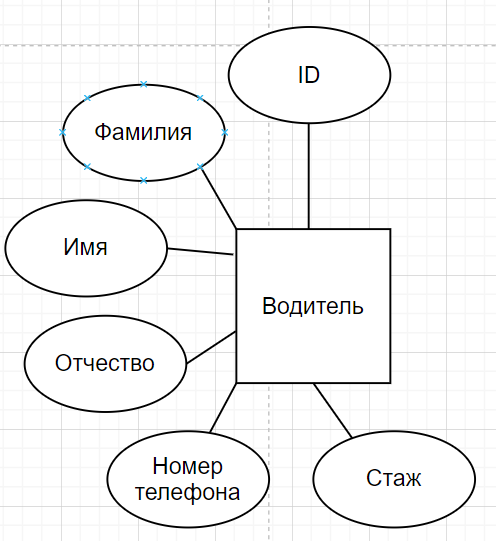 ID
Фамилия
Имя
Водитель
Отчество
Номер
телефона
Стаж